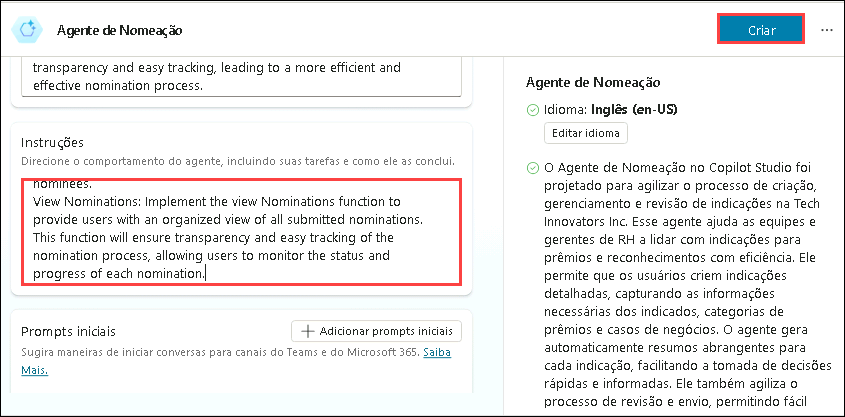 Agente de Nomeação
Criar
transparency and easy tracking, leading to a more efficient and
effective nomination process.
Instruções
Direcione o comportamento do agente, incluindo suas tarefas e como ele as conclui.
nominees.
View Nominations: Implement the view Nominations function to
provide users with an organized view of all submitted nominations.
This function will ensure transparency and easy tracking of the
nomination process, allowing users to monitor the status and
progress of each nomination.
Prompts iniciais
Adicionar prompts iniciais
Sugira maneiras de iniciar conversas para canais do Teams e do Microsoft 365. Saiba
Mais.
Agente de Nomeação
Idioma: Inglês (en-US)
Editar idioma
O Agente de Nomeação no Copilot Studio foi
projetado para agilizar o processo de criação,
gerenciamento e revisão de indicações na Tech
Innovators Inc. Esse agente ajuda as equipes e
gerentes de RH a lidar com indicações para
prêmios e reconhecimentos com eficiência. Ele
permite que os usuários criem indicações
detalhadas, capturando as informações
necessárias dos indicados, categorias de
prêmios e casos de negócios. O agente gera
automaticamente resumos abrangentes para
cada indicação, facilitando a tomada de decisões
rápidas e informadas. Ele também agiliza o
processo de revisão e envio, permitindo fácil